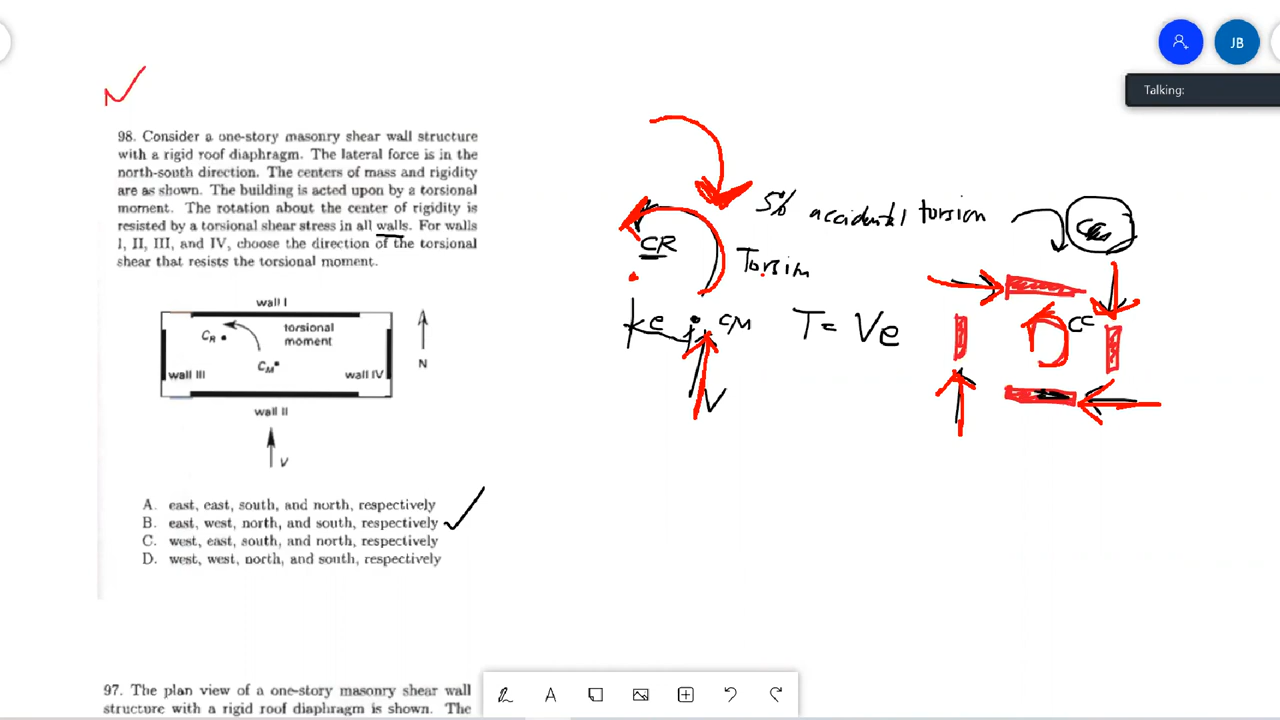 JB
Talking:
98. Consider a one-story masonry shear wall structure
with a rigid roof diaphragm. The lateral force is in the
north-south direction. The centers of mass and rigidity
are as shown. The building is acted upon by a torsional
moment. The rotation about the center of rigidity is
resisted by a torsional shear stress in all walls. For walls
I, II, III, and IV, choose the direction of the torsional
shear that resists the torsional moment.
wall I
CR
torsional
moment
CM
wall III
wall IV
N
wall II
V
A. east, east, south, and north, respectively
B. east, west, north, and south, respectively
C. west, east, south, and north, respectively
D. west, west, north, and south, respectively
5% accidental torsion
CR
Torsion
e
CM
T = Ve
V
CC
97. The plan view of a one-story masonry shear wall
structure with a rigid roof diaphragm is shown. The
A